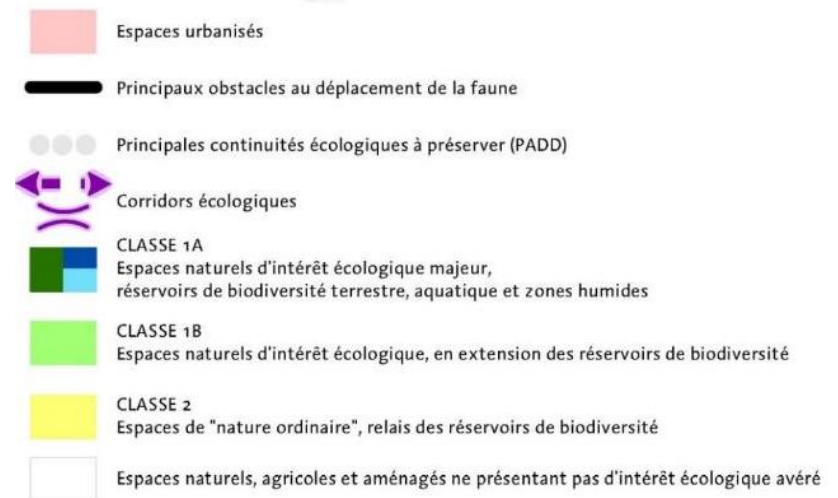 Espaces urbanisés
Principaux obstacles au déplacement de la faune
Principales continuités écologiques à préserver (PADD)
Corridors écologiques
CLASSE 1A
Espaces naturels d'intérêt écologique majeur,
réservoirs de biodiversité terrestre, aquatique et zones humides
CLASSE 1B
Espaces naturels d'intérêt écologique, en extension des réservoirs de biodiversité
CLASSE 2
Espaces de "nature ordinaire", relais des réservoirs de biodiversité
Espaces naturels, agricoles et aménagés ne présentant pas d'intérêt écologique avéré